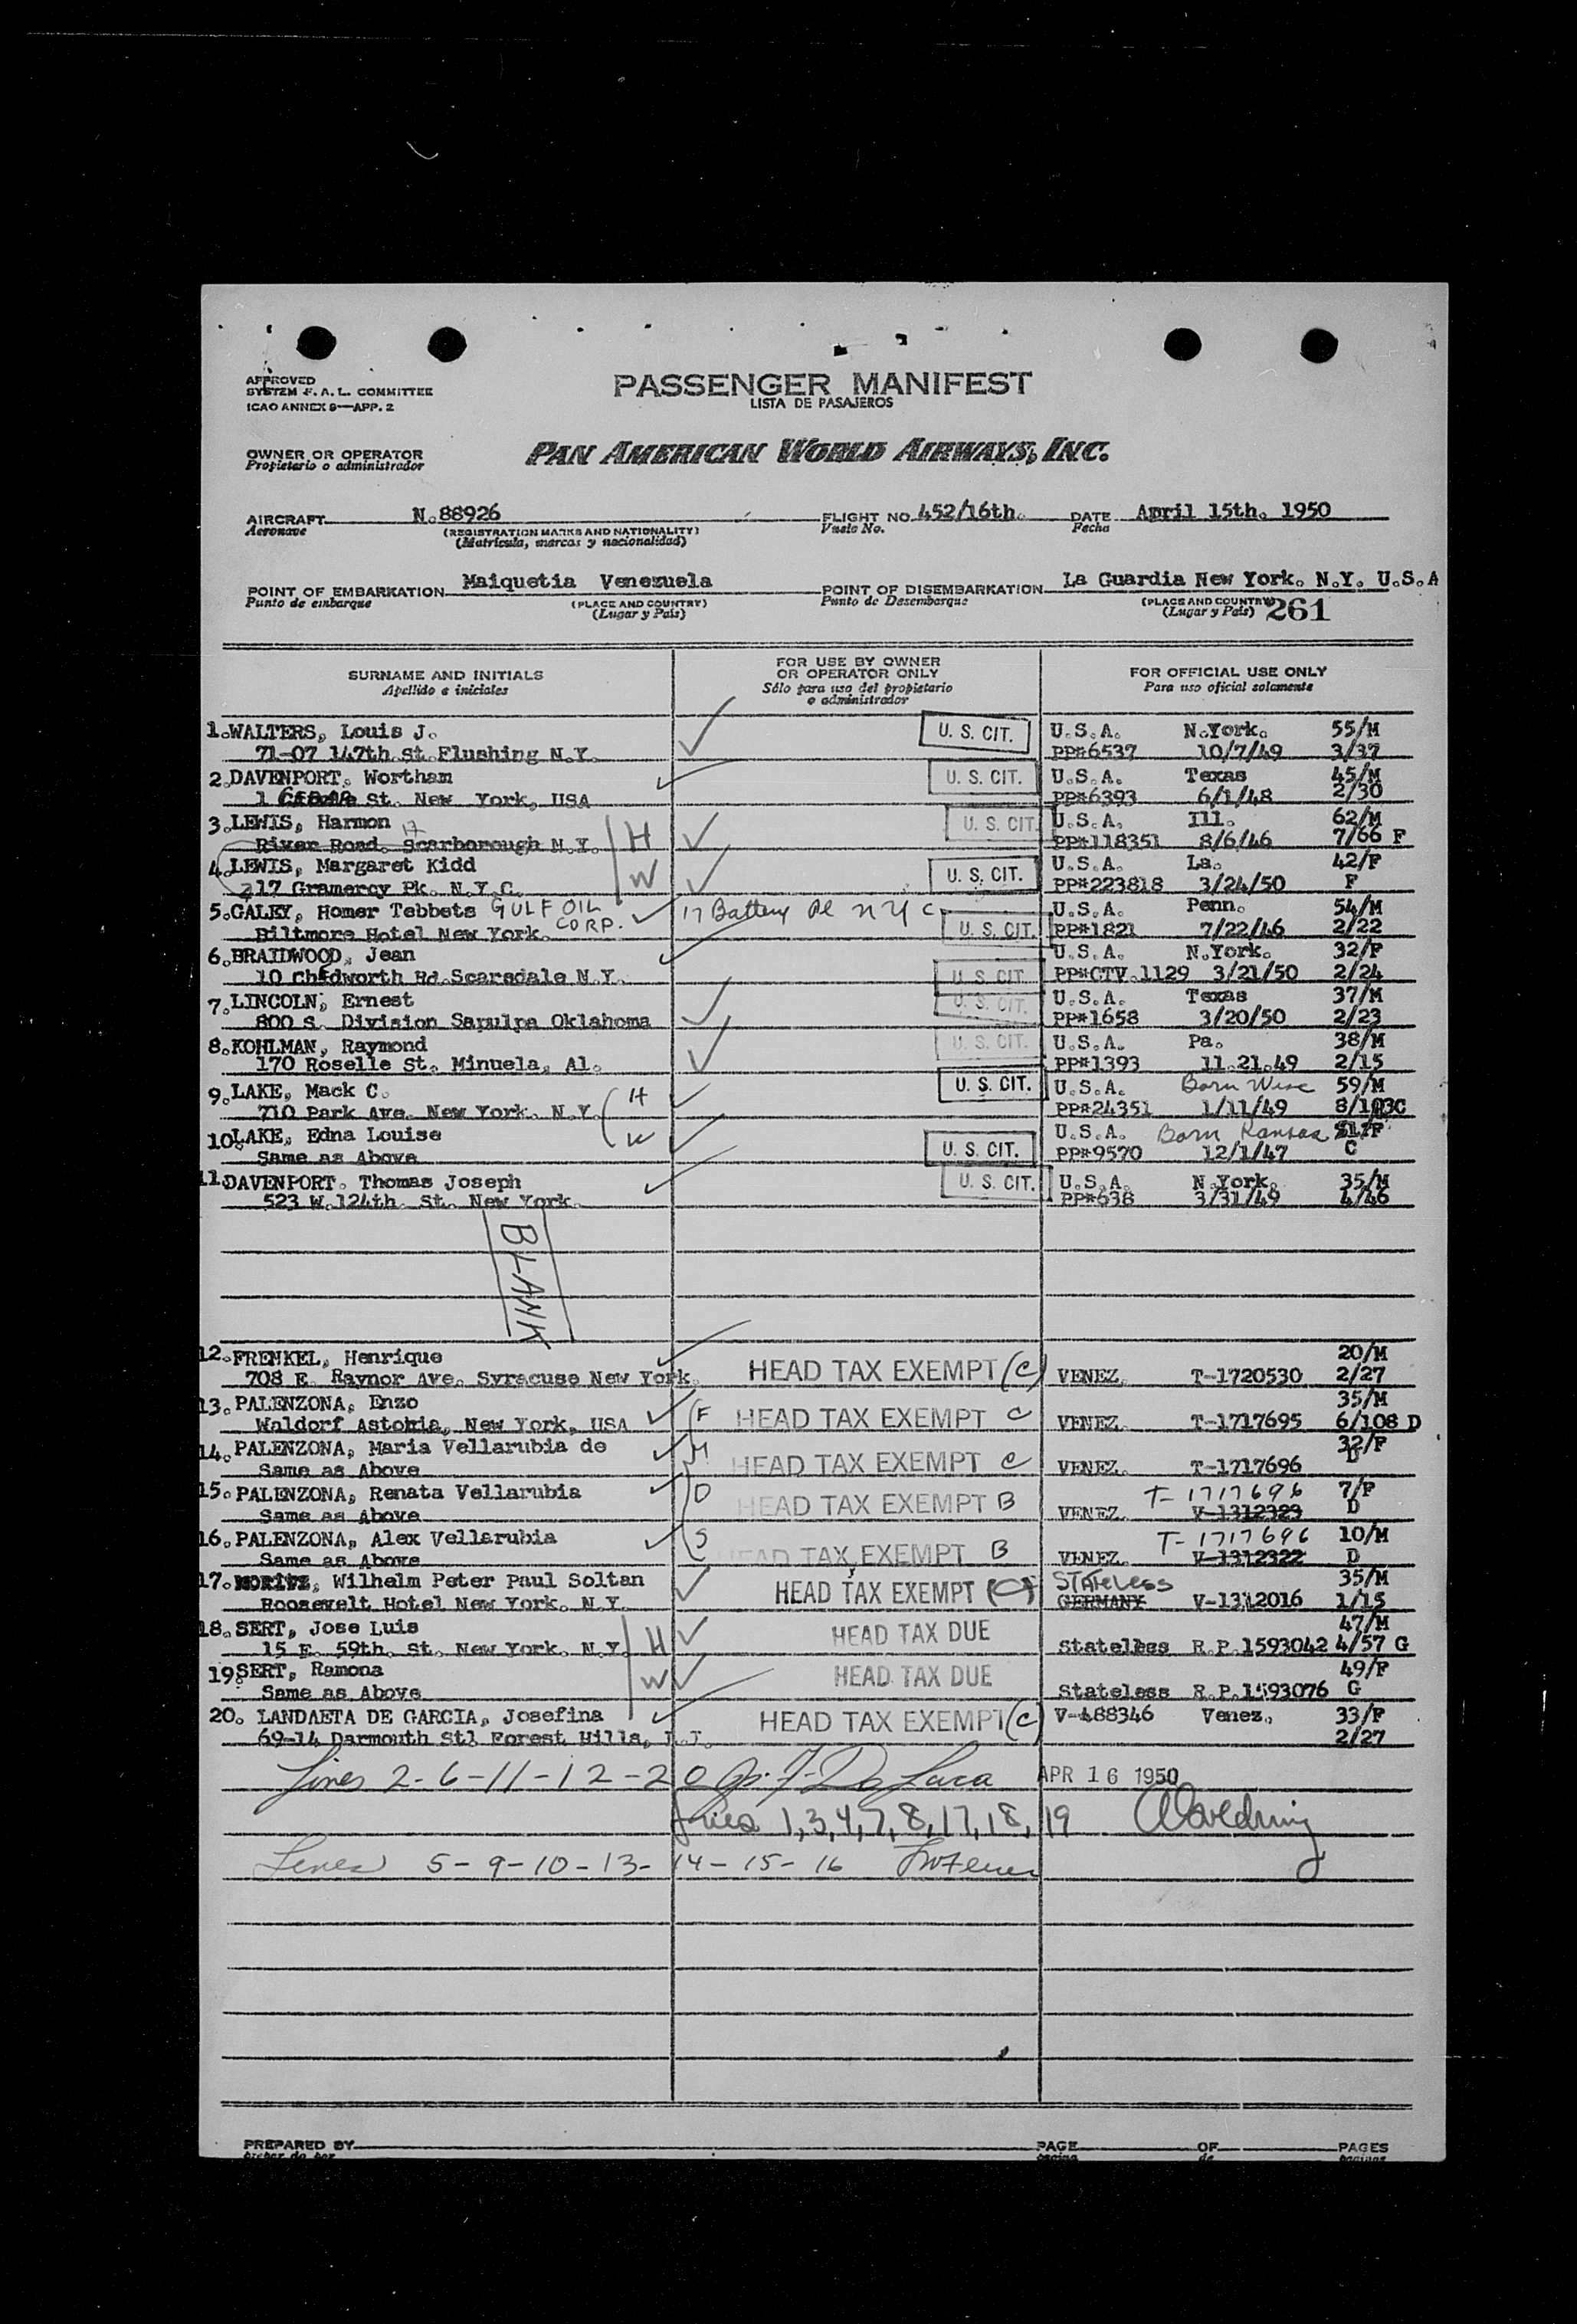 APPROVED
SYSTEM F. A. L. COMMITTEE
ICAO ANNEX 9—APP. 2
PASSENGER MANIFEST
LISTA DE PASAJEROS
OWNER OR OPERATOR
Propietario o administrador
PAN AMERICAN WORLD AIRWAYS, INC.
AIRCRAFT N.88926 FLIGHT NO. 452/16th. DATE April 15th. 1950
Aeronave (REGISTRATION MARKS AND NATIONALITY) Vuelo No. Fecha
(Matrícula, marcas y nacionalidad)
POINT OF EMBARKATION Maiquetia Venezuela POINT OF DISEMBARKATION La Guardia New York. N.Y. U.S.A
Punto de embarque (PLACE AND COUNTRY) Punto de Desembarque (PLACE AND COUNTRY)
(Lugar y País) (Lugar y País) 261
SURNAME AND INITIALS FOR USE BY OWNER OR OPERATOR ONLY FOR OFFICIAL USE ONLY
Apellido e iniciales Sólo para uso del propietario o administrador Para uso oficial solamente
1.WALTERS, Louis J. U. S. CIT. U.S.A. N.York. 55/M
71-07 147th.St.Flushing N.Y. PP#6537 10/7/49 3/37
2.DAVENPORT. Wortham U. S. CIT. U.S.A. Texas 45/M
1 St. New York, USA PP#6393 6/1/48 2/30
3.LEWIS, Harmon H U. S. CIT. U.S.A. Ill. 62/M
River Road. Scarborough N.Y. PP#118351 8/6/46 7/66 F
4.LEWIS, Margaret Kidd W U. S. CIT. U.S.A. La. 42/F
217 Gramercy Pk. N.Y.C. PP#223818 3/24/50 F
5.GALEY, Homer Tebbets GULF OIL CORP. 17 Battery Pl N Y C. U.S.A. Penn. 54/M
Biltmore Hotel New York. U. S. CIT. PP#1821 7/22/46 2/22
6.BRAIDWOOD, Jean U.S.A. N.York. 32/F
10 Chedworth Rd.Scarsdale N.Y. U. S. CIT. PP#CTV.1129 3/21/50 2/24
7.LINCOLN, Ernest U. S. CIT. U.S.A. Texas 37/M
800 S. Division Sapulpa Oklahoma PP#1658 3/20/50 2/23
8.KOHLMAN, Raymond U. S. CIT. U.S.A. Pa. 38/M
170 Roselle St. Minuela, Al. PP#1393 11.21.49 2/15
9.LAKE, Mack C. H U. S. CIT. U.S.A. Born Wisc 59/M
710 Park Ave. New York. N.Y. PP#24351 1/11/49 8/103C
10.LAKE, Edna Louise W U.S.A. Born Kansas 51/F
Same as Above U. S. CIT. PP#9570 12/1/47 C
11.DAVENPORT. Thomas Joseph U. S. CIT. U.S.A. N.York. 35/M
523 W.124th. St. New York. PP#638 3/31/49 4/46
BLANK
12.FRENKEL, Henrique 20/M
708 E. Raynor Ave. Syracuse New York. HEAD TAX EXEMPT (C) VENEZ. T-1720530 2/27
13.PALENZONA, Enzo 35/M
Waldorf Astoria, New York, USA F HEAD TAX EXEMPT C VENEZ. T-1717695 6/108 D
14.PALENZONA, Maria Vellarubia de M 32/F
Same as Above HEAD TAX EXEMPT C VENEZ. T-1717696 D
15.PALENZONA, Renata Vellarubia D T-1717696 7/F
Same as Above HEAD TAX EXEMPT B VENEZ. V-1312323 D
16.PALENZONA, Alex Vellarubia S T-1717696 10/M
Same as Above HEAD TAX EXEMPT B VENEZ. V-1312322 D
17.MORITZ, Wilhelm Peter Paul Soltan STATELESS 35/M
Roosevelt Hotel New York. N.Y. HEAD TAX EXEMPT (C) GERMANY V-1312016 1/15
18.SERT, Jose Luis H HEAD TAX DUE 47/M
15 E. 59th. St. New York. N.Y. Stateless R.P.1593042 4/57 G
19.SERT, Ramona W HEAD TAX DUE 49/F
Same as Above Stateless R.P.1593076 G
20. LANDAETA DE GARCIA, Josefina HEAD TAX EXEMPT (C) V-488346 Venez. 33/F
69-14 Darmouth Stl Forest Hills, 2/27
Lines 2-6-11-12-20 APR 16 1950
Lines 1,3,4,7,8,17,18,19
Lines 5-9-10-13-14-15-16
PREPARED BY PAGE OF PAGES